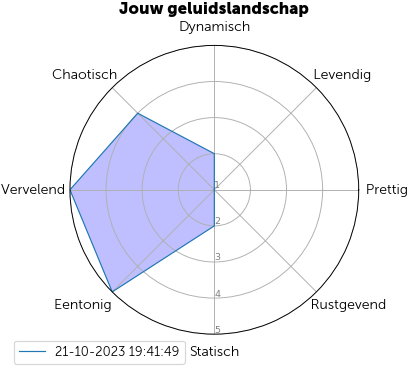 Jouw geluidslandschap
Dynamisch
Chaotisch
Levendig
Vervelend
Prettig
1
2
3
4
5
Eentonig
Rustgevend
21-10-2023 19:41:49
Statisch